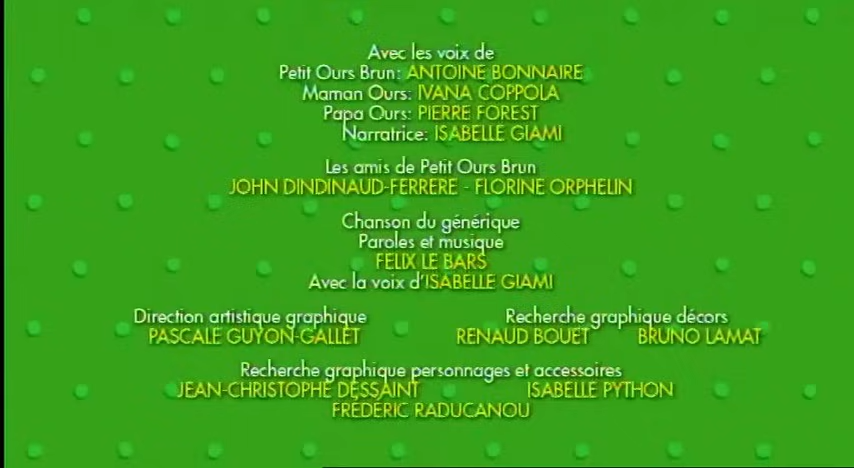 Avec les voix de
Petit Ours Brun: ANTOINE BONNAIRE
Maman Ours: IVANA COPPOLA
Papa Ours: PIERRE FOREST
Narratrice: ISABELLE GIAMI
Les amis de Petit Ours Brun
JOHN DINDINAUD-FERRERE - FLORINE ORPHELIN
Chanson du générique
Paroles et musique
FELIX LE BARS
Avec la voix d'ISABELLE GIAMI
Direction artistique graphique
PASCALE GUYON-GALLET
Recherche graphique décors
RENAUD BOUET BRUNO LAMAT
Recherche graphique personnages et accessoires
JEAN-CHRISTOPHE DESSAINT ISABELLE PYTHON
FRÉDÉRIC RADUCANOU